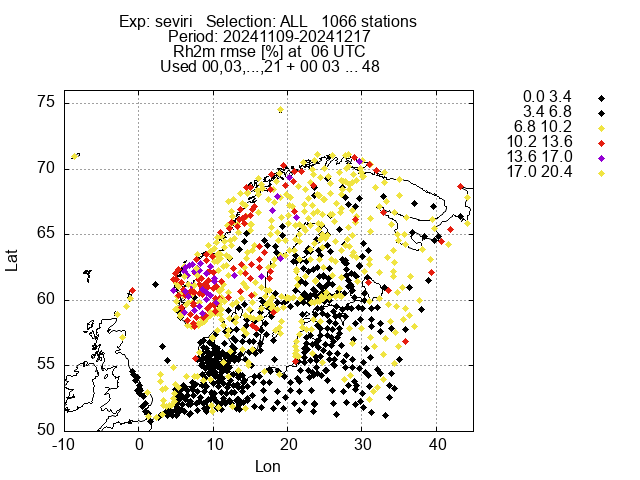 Exp: seviri   Selection: ALL   1066 stations
Period: 20241109-20241217
Rh2m rmse [%] at  06 UTC
Used 00,03,...,21 + 00 03 ... 48
0.0 3.4
3.4 6.8
6.8 10.2
10.2 13.6
13.6 17.0
17.0 20.4
75
70
65
60
55
50
Lat
-10 0 10 20 30 40
Lon